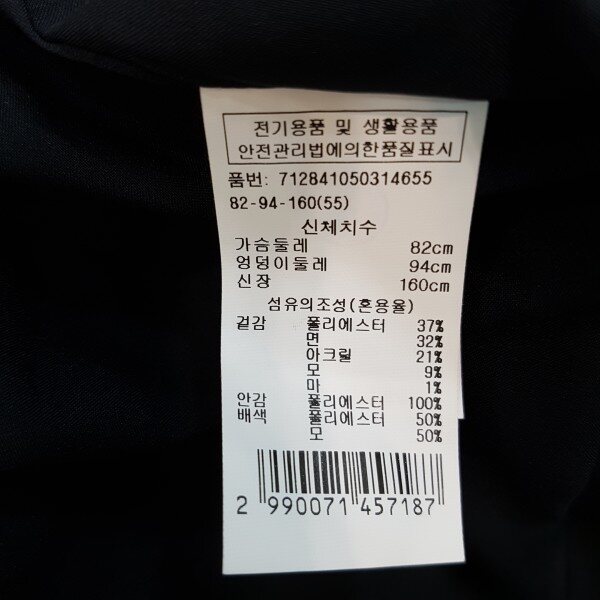 전기용품 및 생활용품
안전관리법에의한품질표시
품번: 712841050314655
82-94-160(55)
신체치수
가슴둘레 82cm
엉덩이둘레 94cm
신장 160cm
섬유의조성(혼용율)
겉감 폴리에스터 37%
면 32%
아크릴 21%
모 9%
마 1%
안감 폴리에스터 100%
배색 폴리에스터 50%
모 50%
2 990071 457187